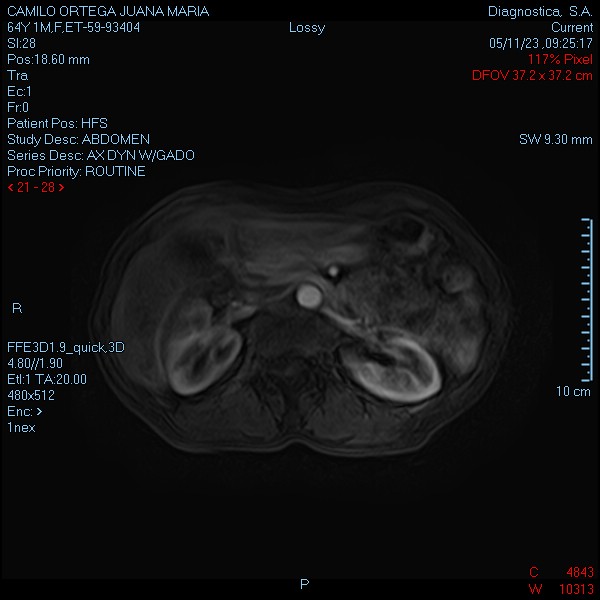 CAMILO ORTEGA JUANA MARIA
64Y 1M,F,ET-59-93404
Sl:28
Pos:18.60 mm
Tra
Ec:1
Fr:0
Patient Pos: HFS
Study Desc: ABDOMEN
Series Desc: AX DYN W/GADO
Proc Priority: ROUTINE
< 21 - 28 >
Lossy
Diagnostica, S.A.
Current
05/11/23 ,09:25:17
117% Pixel
DFOV 37.2 x 37.2 cm
SW 9.30 mm
R
FFE3D1.9_quick,3D
4.80//1.90
Etl:1 TA:20.00
480x512
Enc: >
1nex
10 cm
P
C 4843
W 10313